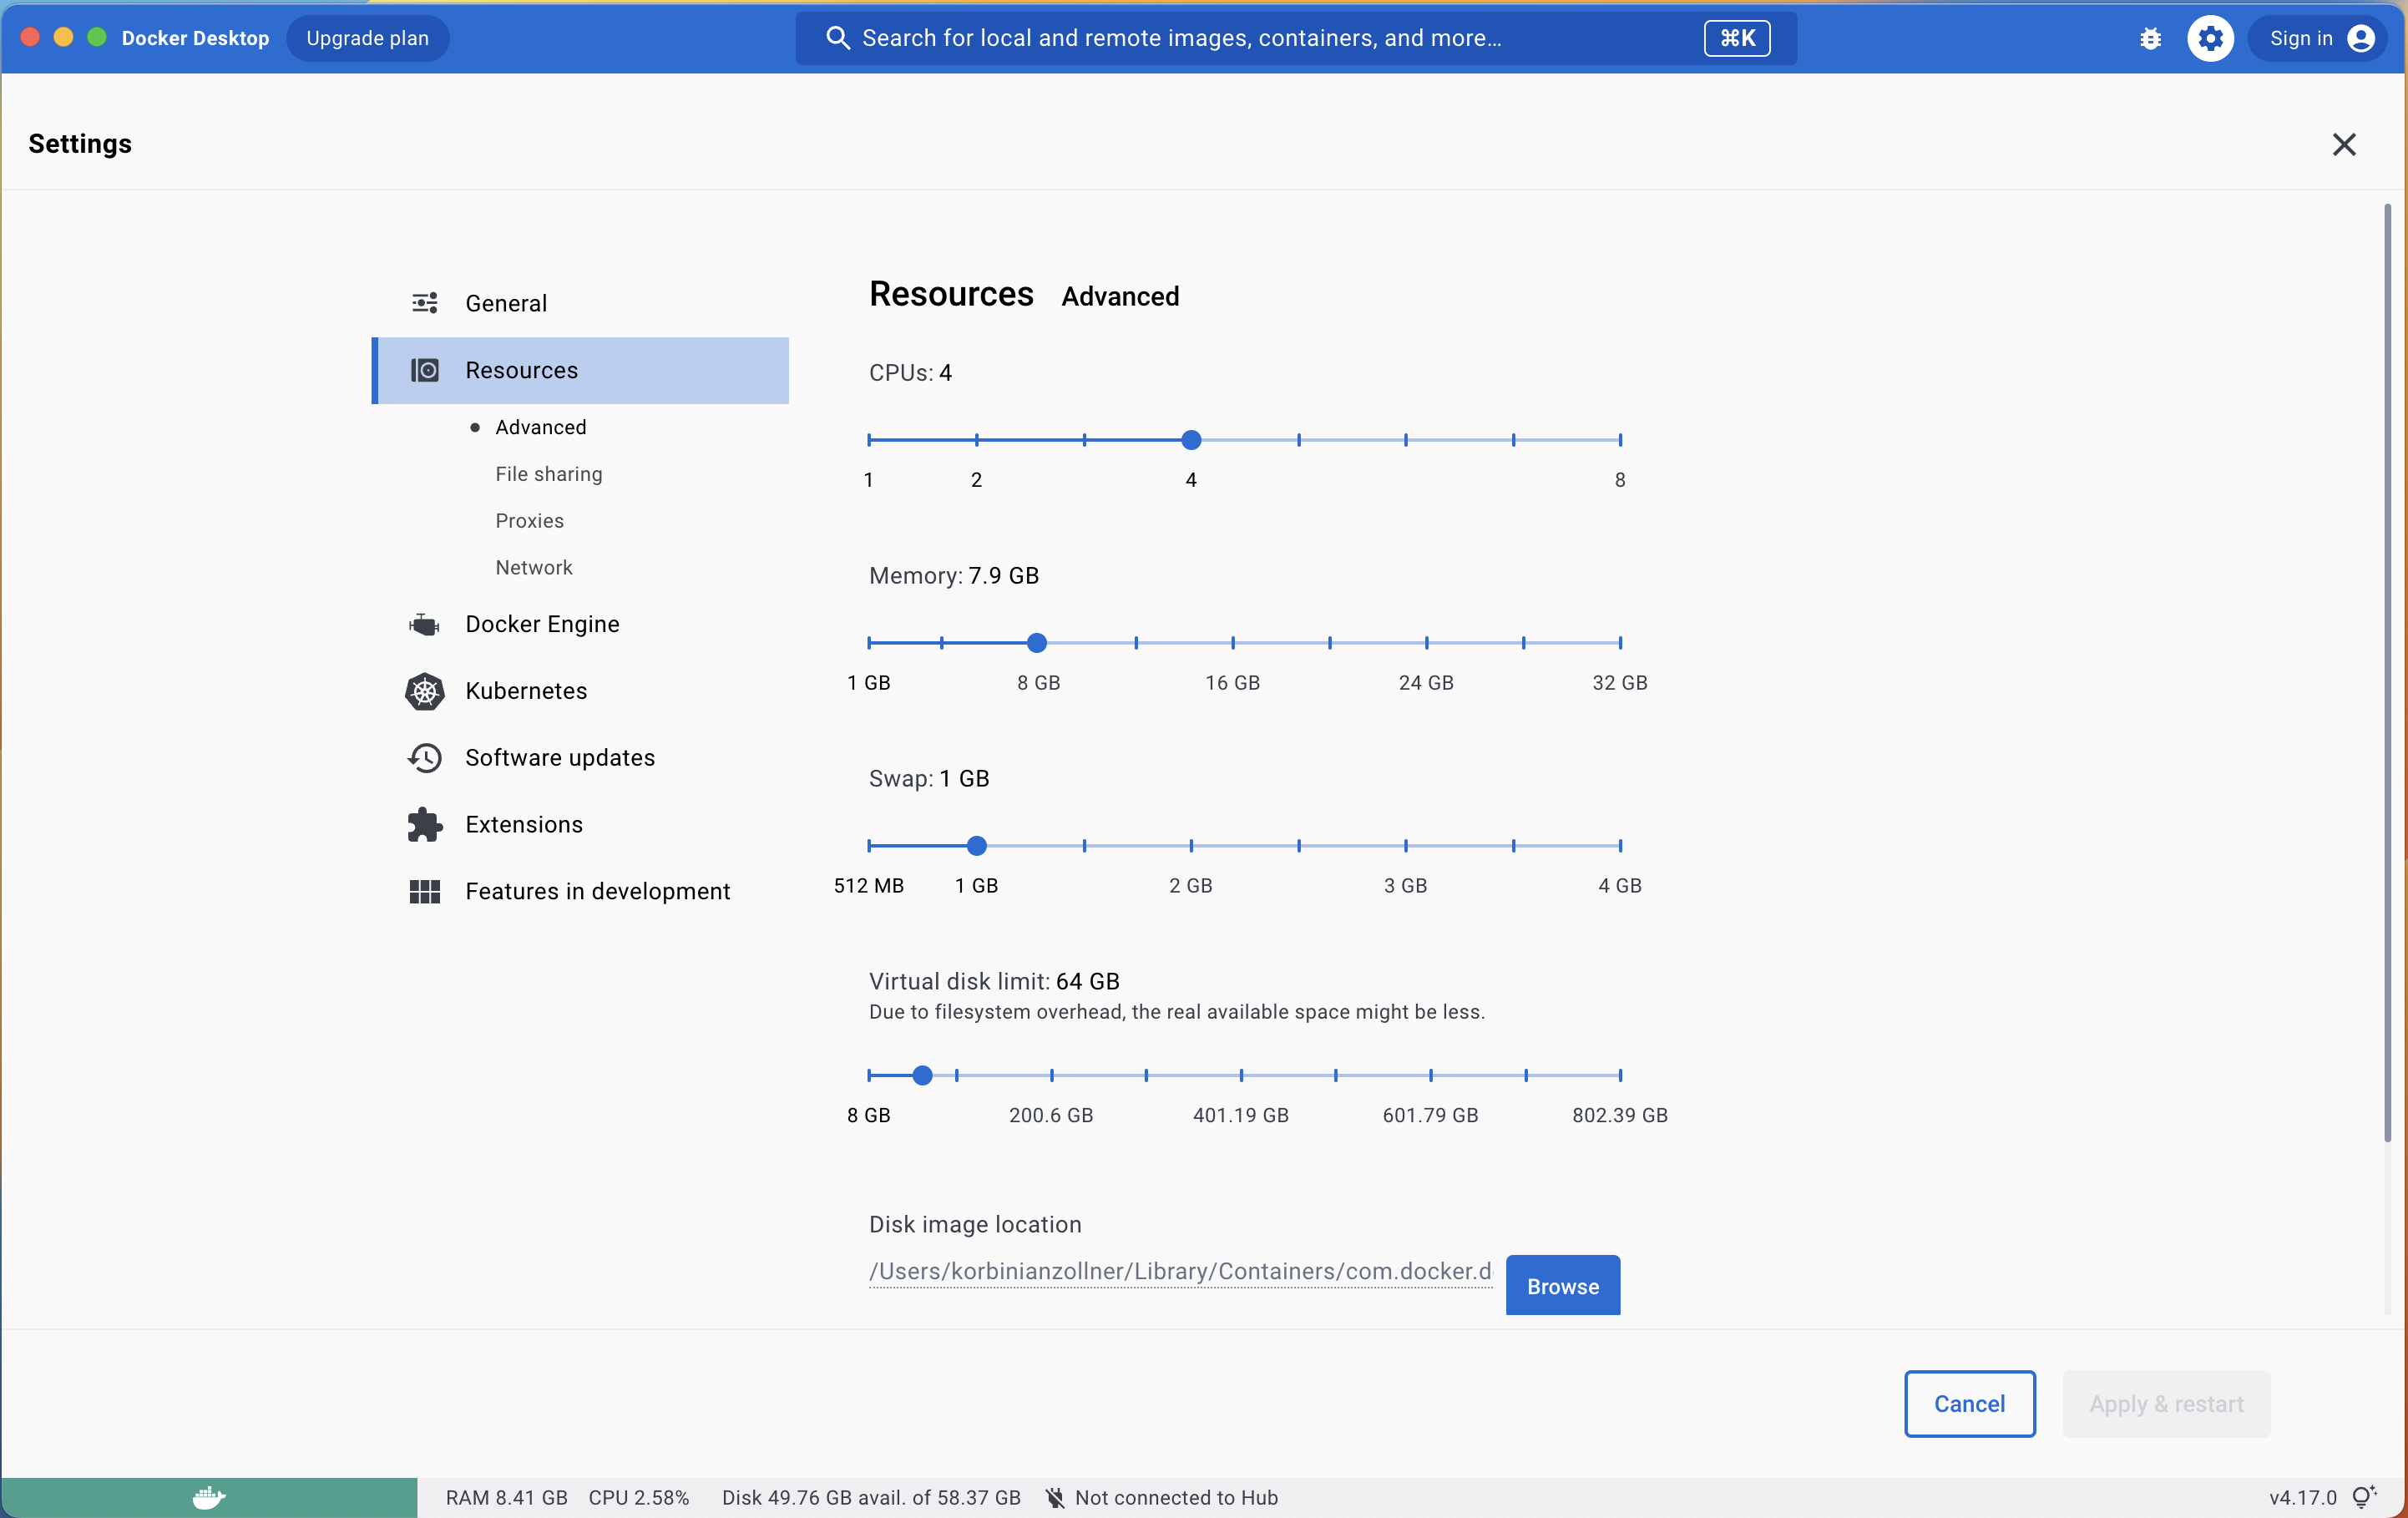 Docker Desktop
Upgrade plan
Search for local and remote images, containers, and more...
⌘K
Sign in
Settings
General
Resources
Advanced
File sharing
Proxies
Network
Docker Engine
Kubernetes
Software updates
Extensions
Features in development
Resources Advanced
CPUs: 4
1 2 4 8
Memory: 7.9 GB
1 GB 8 GB 16 GB 24 GB 32 GB
Swap: 1 GB
512 MB 1 GB 2 GB 3 GB 4 GB
Virtual disk limit: 64 GB
Due to filesystem overhead, the real available space might be less.
8 GB 200.6 GB 401.19 GB 601.79 GB 802.39 GB
Disk image location
/Users/korbinianzollner/Library/Containers/com.docker.d
Browse
Cancel
Apply & restart
RAM 8.41 GB CPU 2.58% Disk 49.76 GB avail. of 58.37 GB Not connected to Hub
v4.17.0